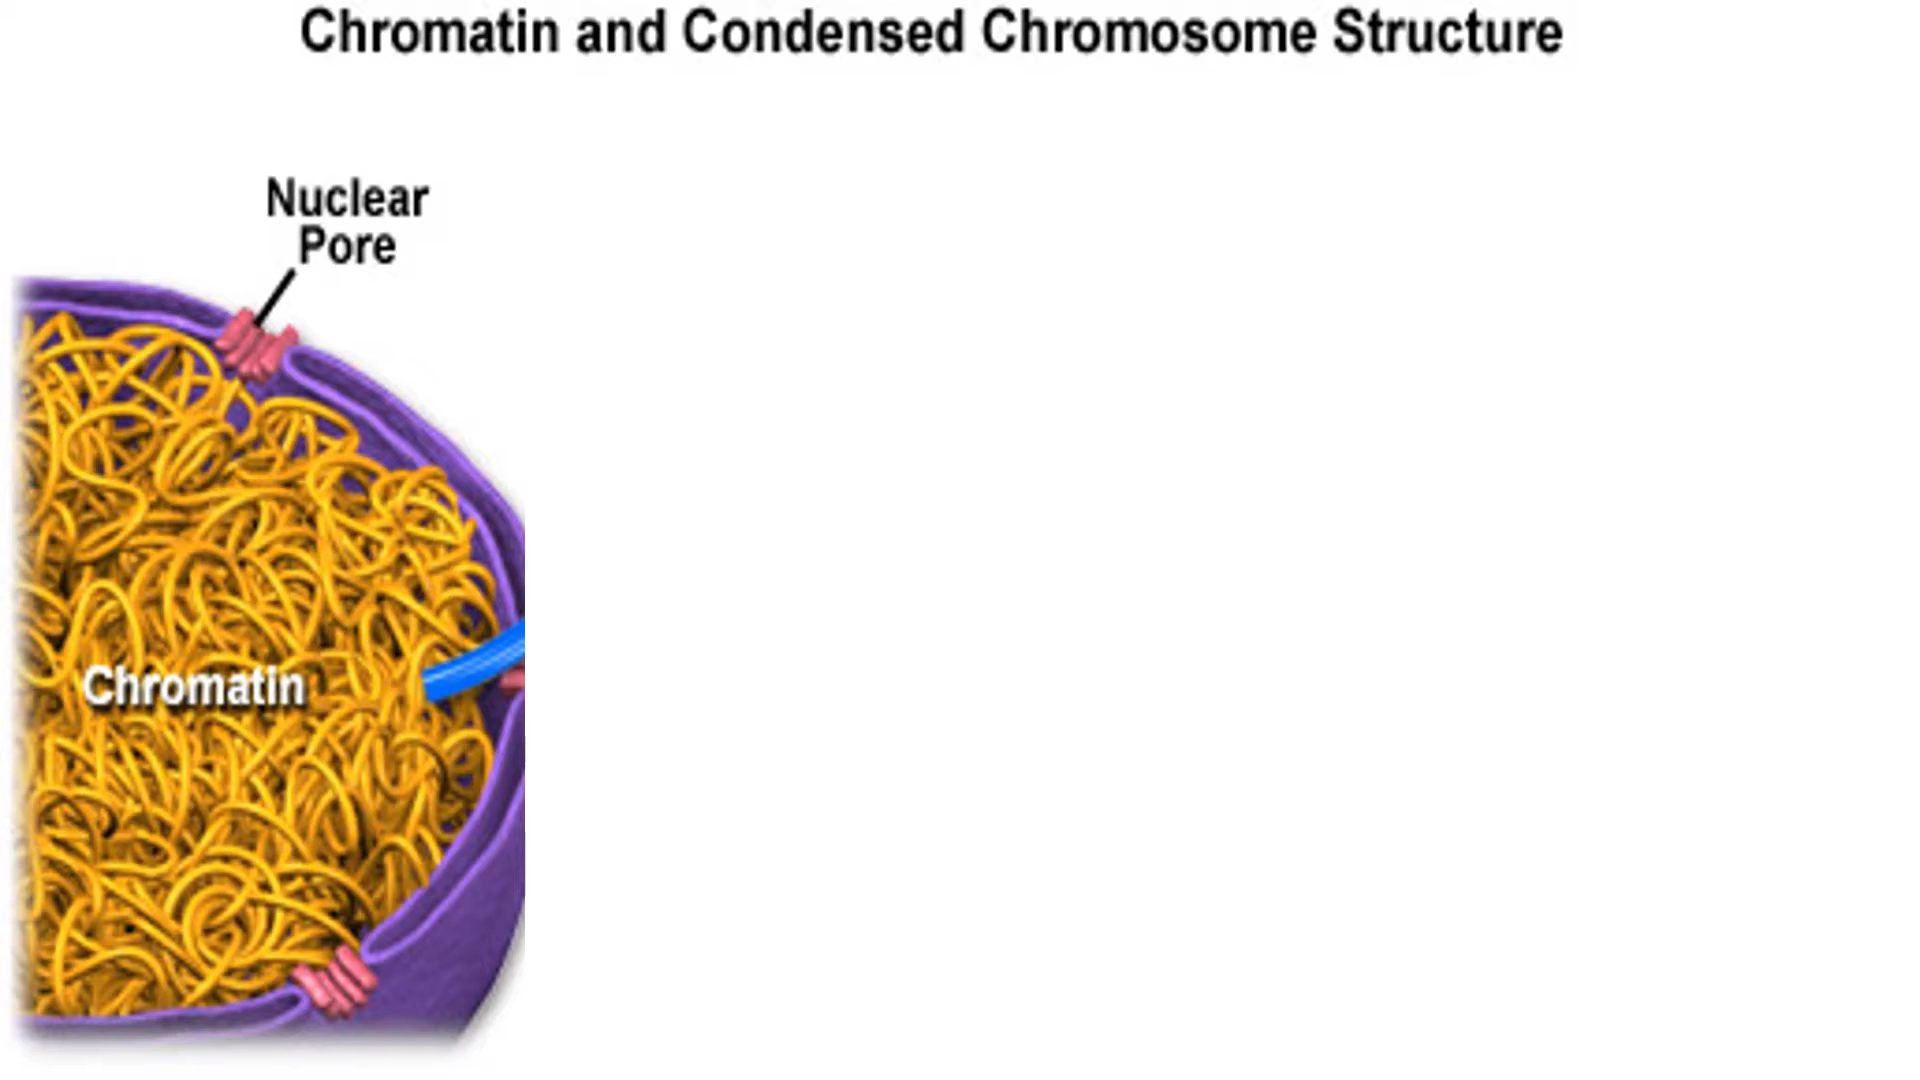 Chromatin and Condensed Chromosome Structure
Nuclear
Pore
Chromatin